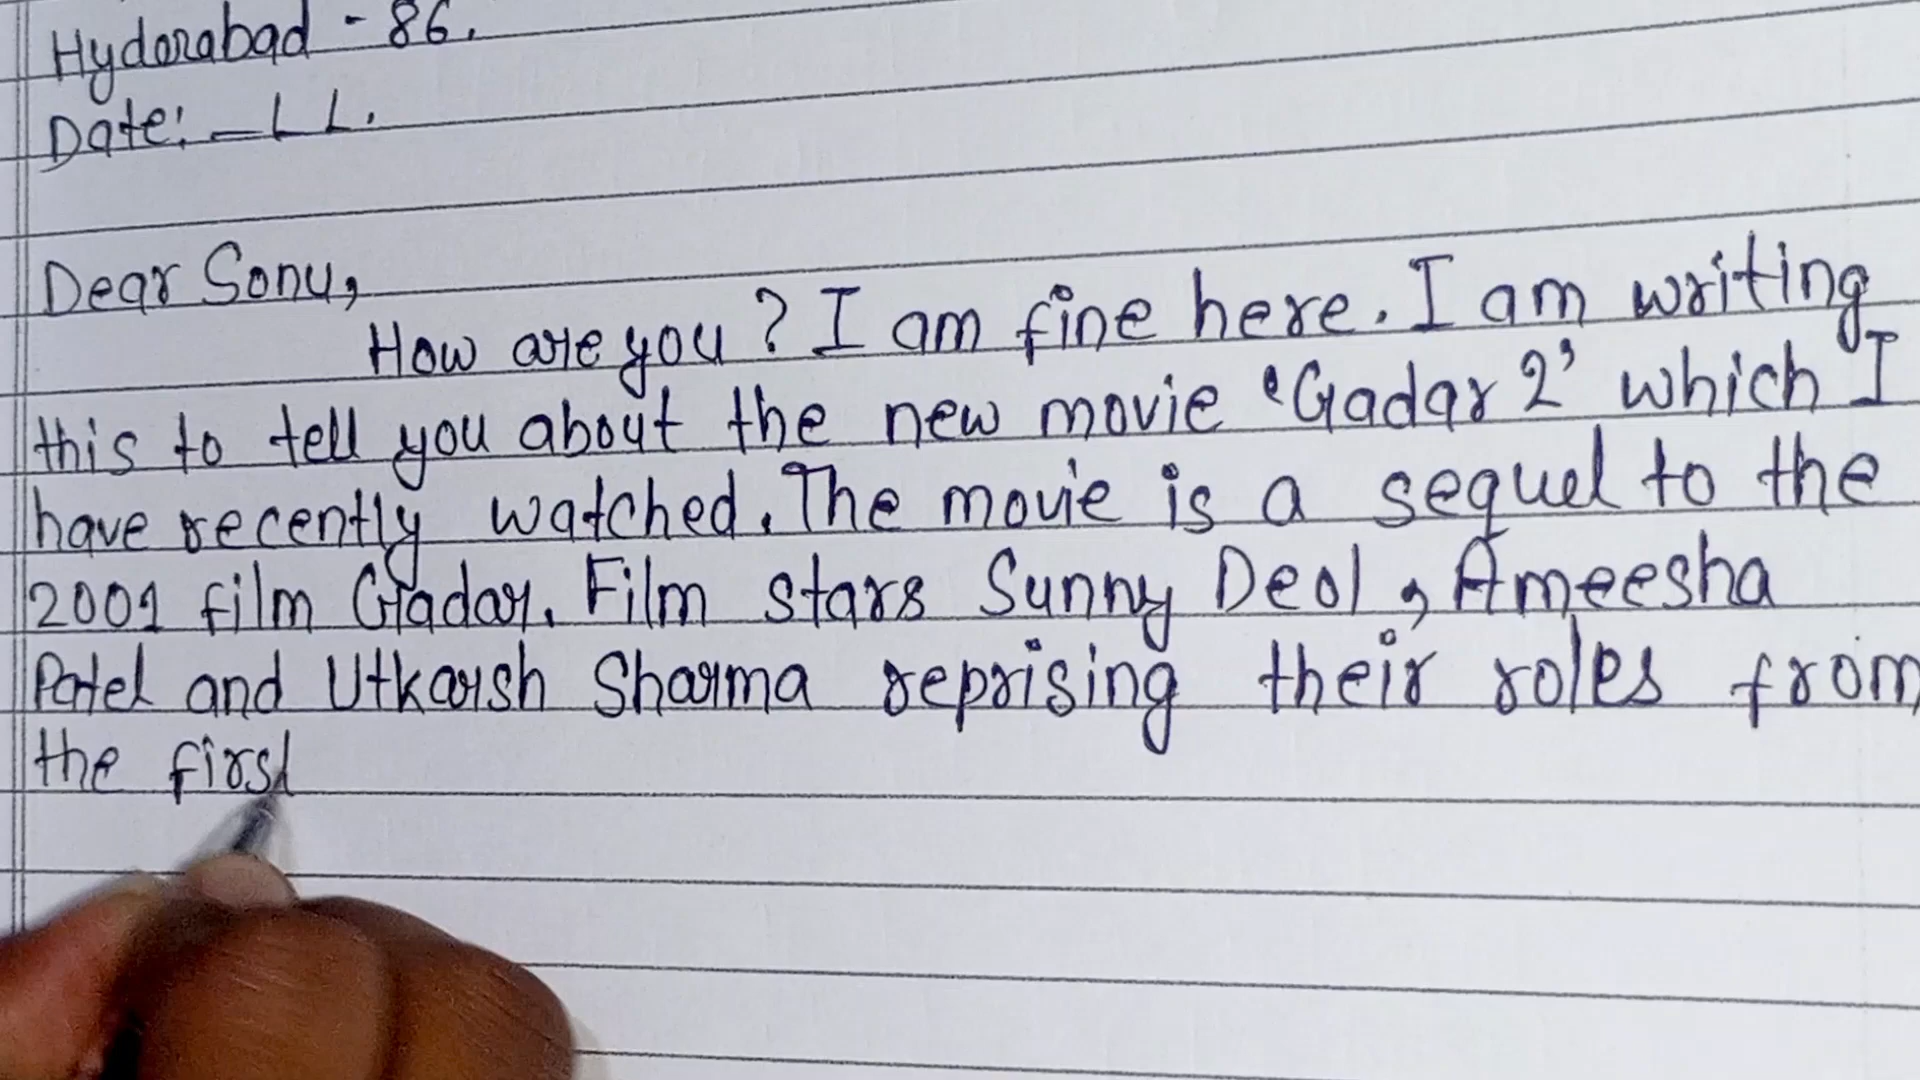 Hyderabad - 86.
Date: _ L L.
Dear Sonu,
How are you? I am fine here. I am writing
this to tell you about the new movie 'Gadar 2' which I
have recently watched. The movie is a sequel to the
2001 film Gadar. Film stars Sunny Deol, Ameesha
Patel and Utkarsh Sharma reprising their roles from
the first